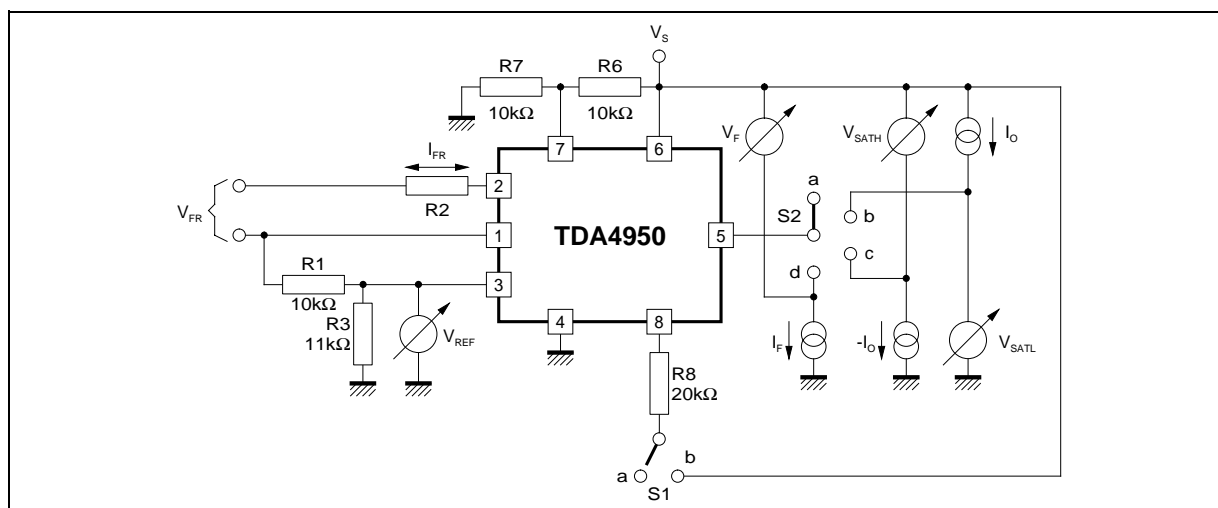 V_S
R7
R6
10kΩ
10kΩ
V_F
V_SATH
I_O
I_FR
7
6
2
R2
a
S2
b
V_FR
1
TDA4950
5
c
R1
10kΩ
3
d
R3
11kΩ
V_REF
4
8
I_F
-I_O
V_SATL
R8
20kΩ
a
b
S1